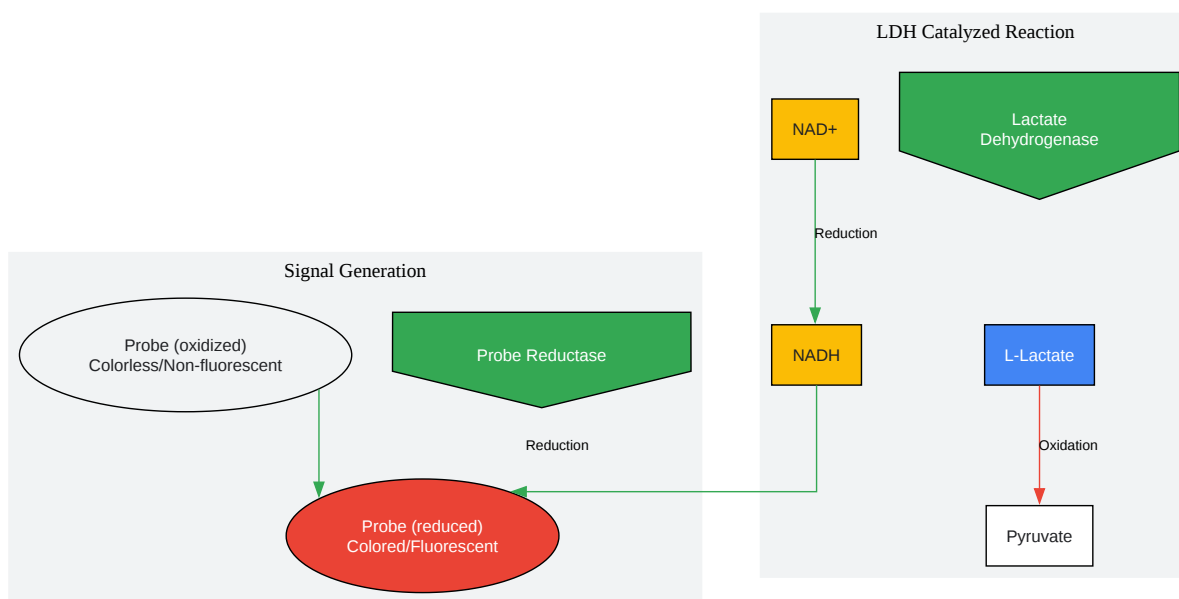 LDH Catalyzed Reaction
NAD+
Lactate
Dehydrogenase
Reduction
Signal Generation
Probe (oxidized)
Colorless/Non-fluorescent
Probe Reductase
NADH
L-Lactate
Reduction
Oxidation
Probe (reduced)
Colored/Fluorescent
Pyruvate